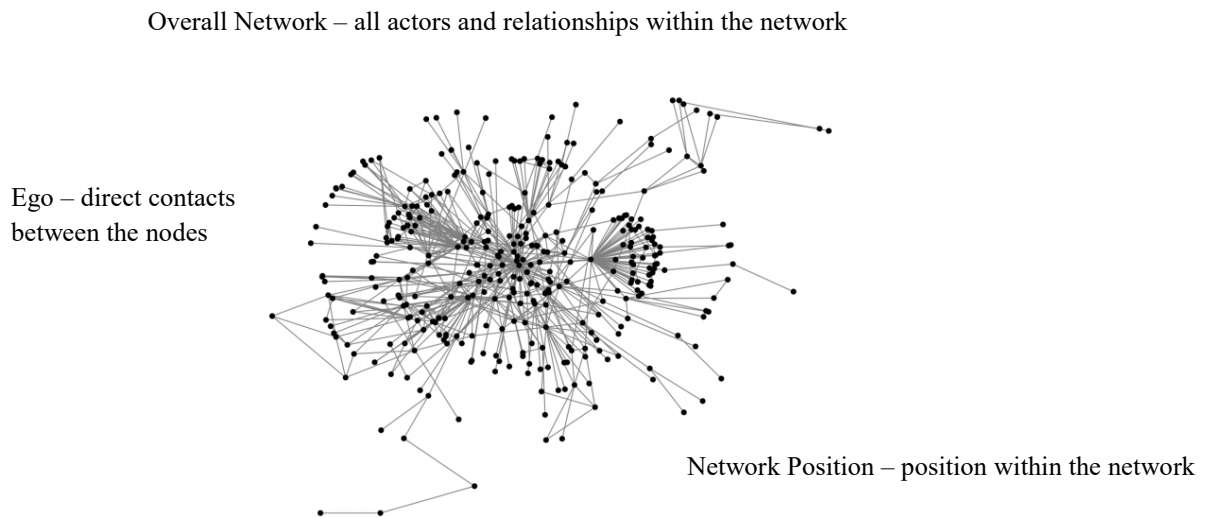 Overall Network – all actors and relationships within the network
Ego – direct contacts
between the nodes
Network Position – position within the network